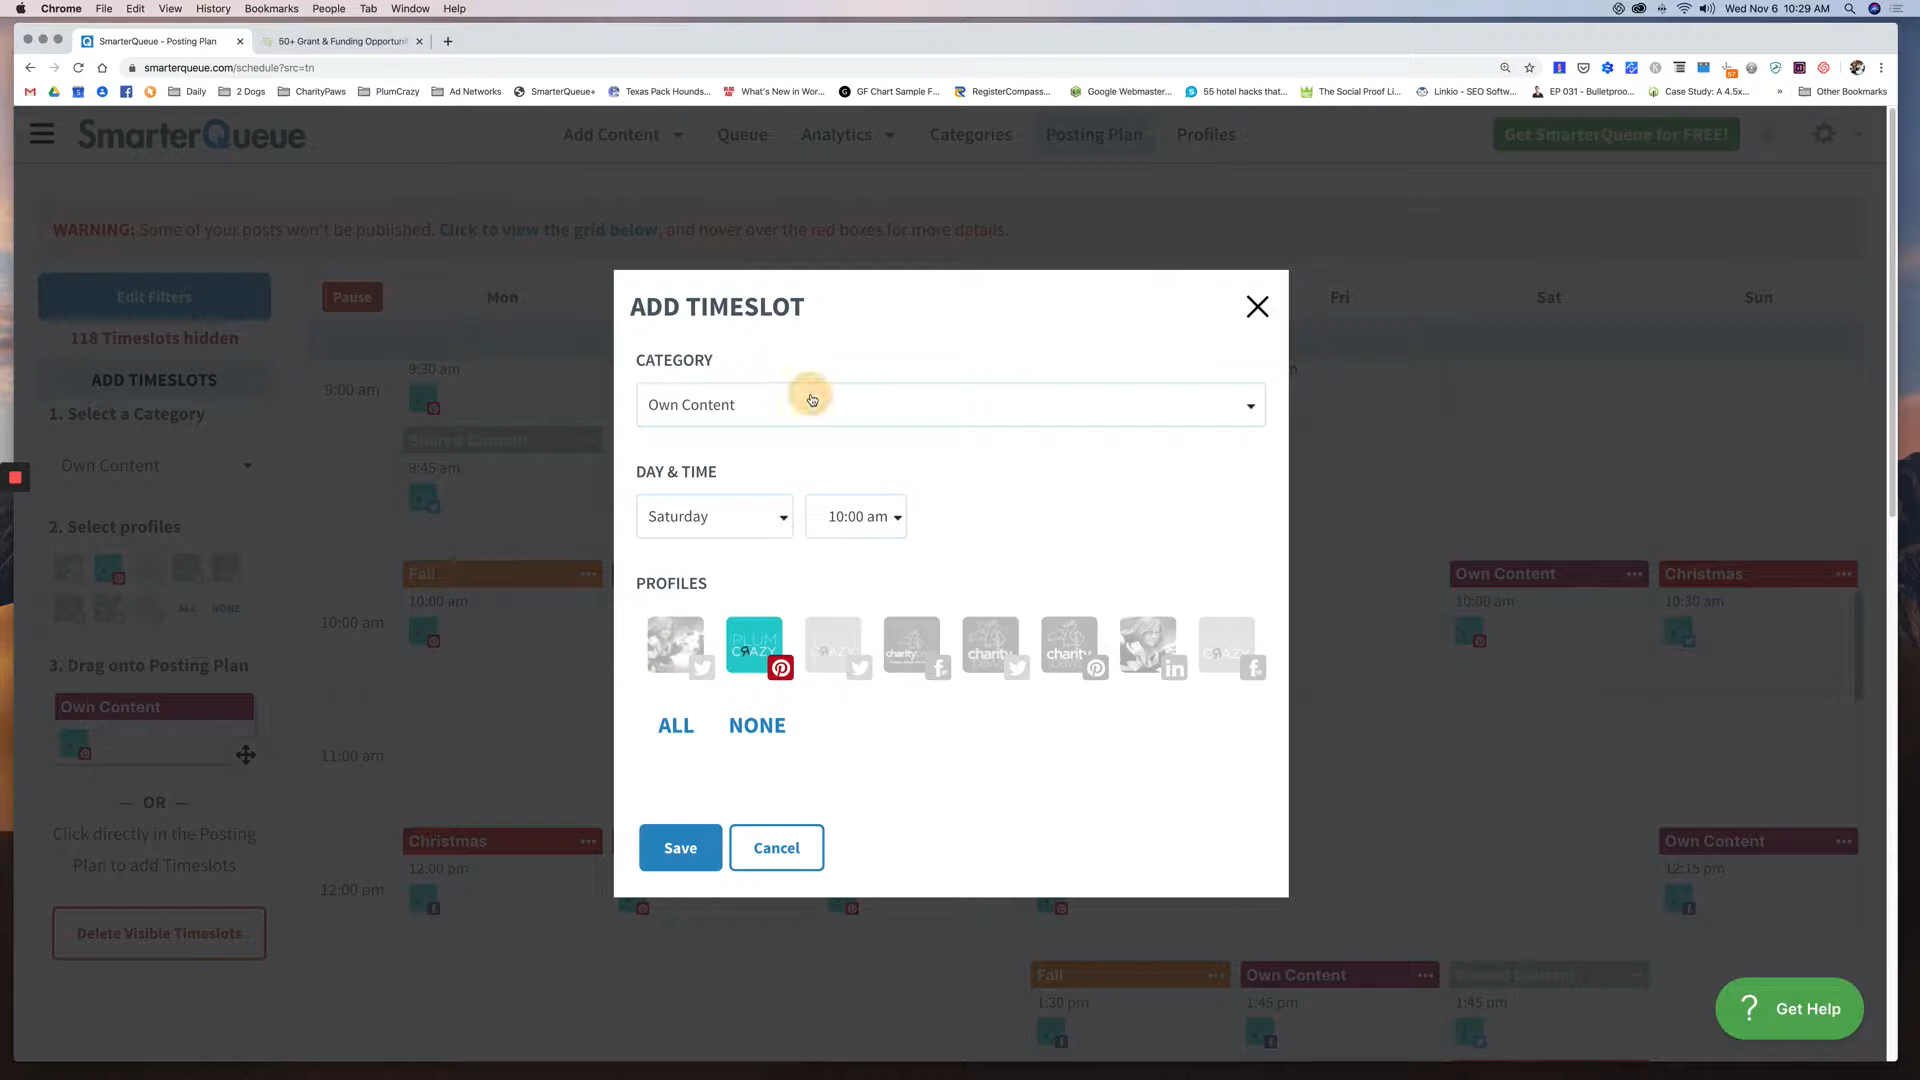 Chrome File Edit View History Bookmarks People Tab Window Help Wed Nov 6 10:29 AM
SmarterQueue - Posting Plan 50+ Grant & Funding Opportuni
smarterqueue.com/schedule?src=tn
Daily 2 Dogs CharityPaws PlumCrazy Ad Networks SmarterQueue+ Texas Pack Hounds... What's New in Wor... GF Chart Sample F... RegisterCompass... Google Webmaster... 55 hotel hacks that... The Social Proof Li... Linkio - SEO Softw... EP 031 - Bulletproo... Case Study: A 4.5x... » Other Bookmarks
SmarterQueue Add Content Queue Analytics Categories Posting Plan Profiles Get SmarterQueue for FREE!
WARNING: Some of your posts won't be published. Click to view the grid below, and hover over the red boxes for more details.
Edit Filters Pause Mon Fri Sat Sun
118 Timeslots hidden
ADD TIMESLOTS
1. Select a Category
Own Content
2. Select profiles
ALL NONE
3. Drag onto Posting Plan
Own Content
— OR —
Click directly in the Posting
Plan to add Timeslots
Delete Visible Timeslots
9:00 am
9:30 am
Shared Content
9:45 am
10:00 am
Fall
10:00 am
11:00 am
Christmas
12:00 pm
12:00 pm
ADD TIMESLOT
CATEGORY
Own Content
DAY & TIME
Saturday 10:00 am
PROFILES
PLUM CRAZY CRAZY charity charity charity CRAZY
ALL NONE
Save Cancel
Own Content
10:00 am
Christmas
10:30 am
Own Content
12:15 pm
Fall
1:30 pm
Own Content
1:45 pm
1:45 pm
? Get Help